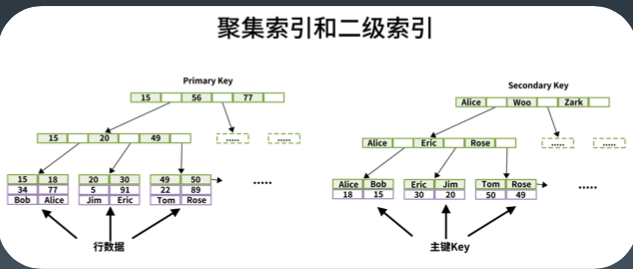 聚集索引和二级索引
Primary Key
15 56 77
15 20 49 ..... .....
15 18 20 30 49 50
34 77 5 91 22 89 .....
Bob Alice Jim Eric Tom Rose
行数据
Secondary Key
Alice Woo Zark
Alice Eric Rose ..... .....
Alice Bob Eric Jim Tom Rose
18 15 30 20 50 49 .....
主键Key